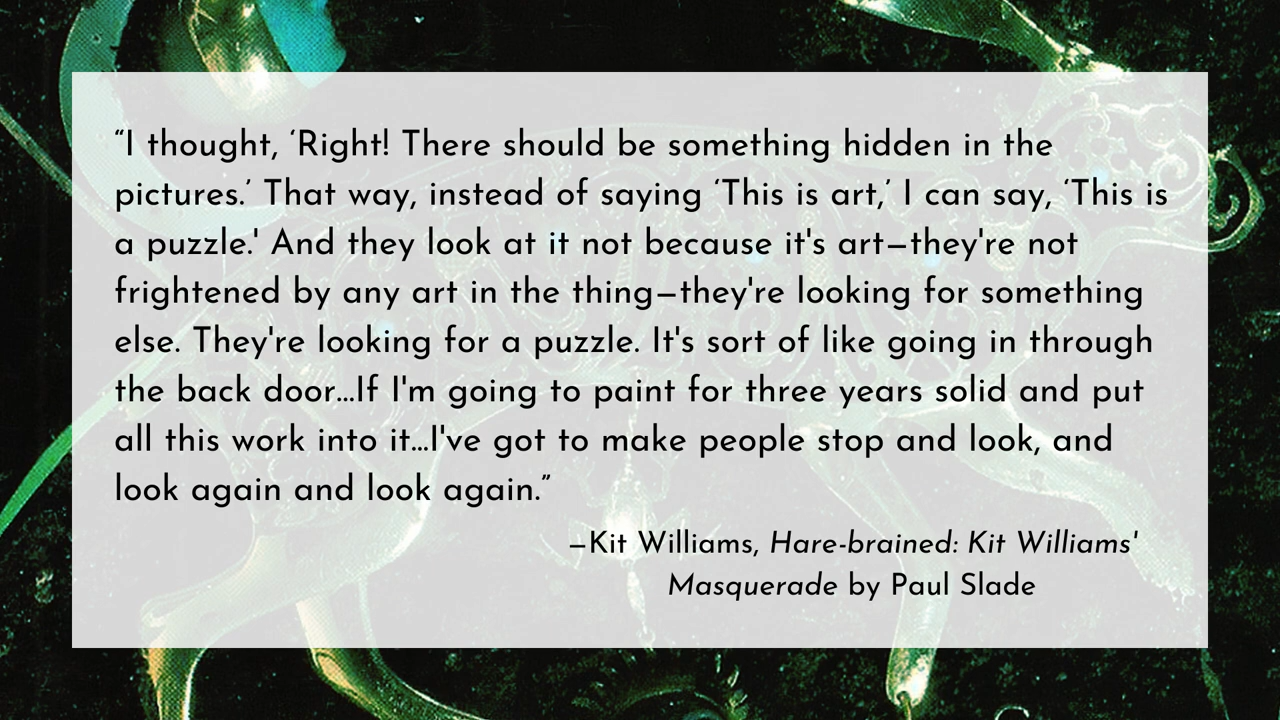 “I thought, ‘Right! There should be something hidden in the
pictures.’ That way, instead of saying ‘This is art,’ I can say, ‘This is
a puzzle.' And they look at it not because it's art—they're not
frightened by any art in the thing—they're looking for something
else. They're looking for a puzzle. It's sort of like going in through
the back door...If I'm going to paint for three years solid and put
all this work into it...I've got to make people stop and look, and
look again and look again.”
—Kit Williams, Hare-brained: Kit Williams'
Masquerade by Paul Slade